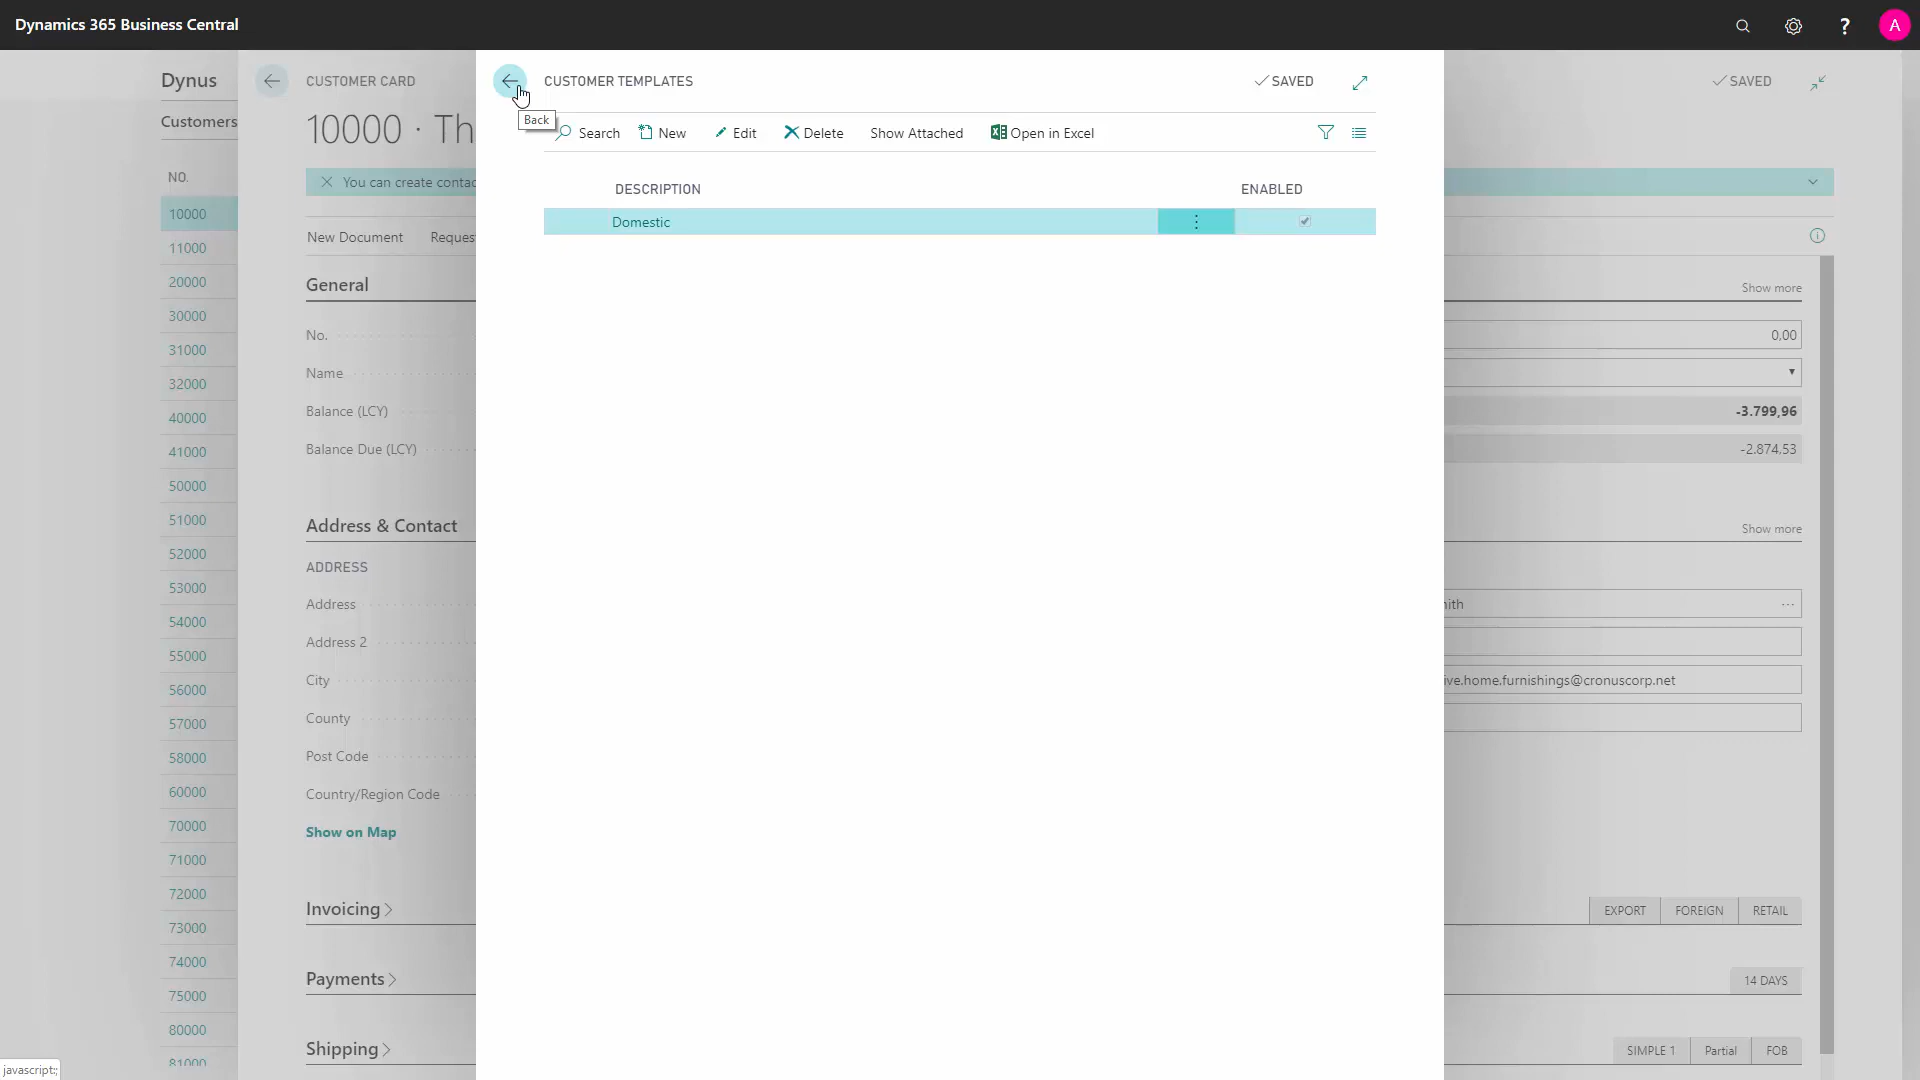 Dynamics 365 Business Central
?
A
Dynus
CUSTOMER CARD
CUSTOMER TEMPLATES
SAVED
SAVED
Customers
10000 · Th
Back
Search
New
Edit
Delete
Show Attached
Open in Excel
NO.
You can create contac
DESCRIPTION
ENABLED
Domestic
10000
11000
20000
30000
31000
32000
40000
41000
50000
51000
52000
53000
54000
55000
56000
57000
58000
60000
70000
71000
72000
73000
74000
75000
80000
81000
New Document
Reques
General
Show more
No.
0,00
Name
Balance (LCY)
-3.799,96
Balance Due (LCY)
-2.874,53
Address & Contact
Show more
ADDRESS
Address
ith
Address 2
City
ive.home.furnishings@cronuscorp.net
County
Post Code
Country/Region Code
Show on Map
Invoicing
EXPORT
FOREIGN
RETAIL
Payments
14 DAYS
Shipping
SIMPLE 1
Partial
FOB
javascript:;